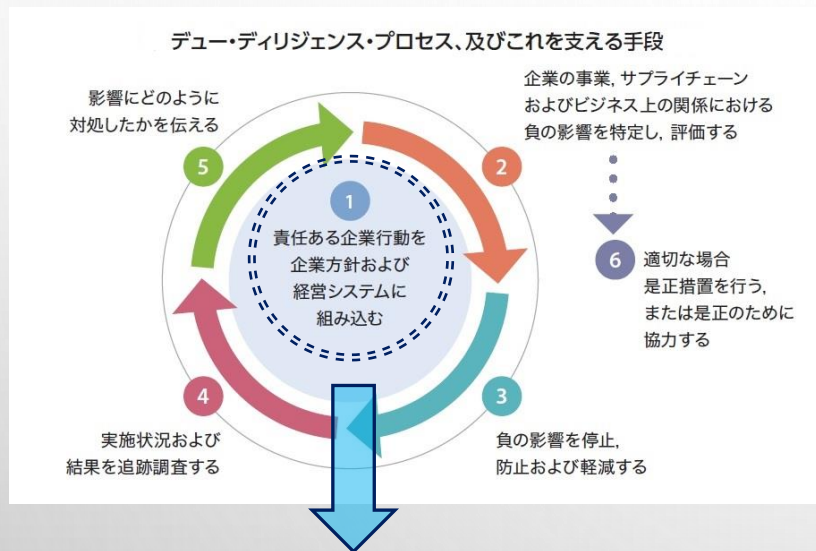 デュー・ディリジェンス・プロセス、及びこれを支える手段
1
責任ある企業行動を
企業方針および
経営システムに
組み込む
2
企業の事業, サプライチェーン
およびビジネス上の関係における
負の影響を特定し, 評価する
3
負の影響を停止,
防止および軽減する
4
実施状況および
結果を追跡調査する
5
影響にどのように
対処したかを伝える
6
適切な場合
是正措置を行う,
または是正のために
協力する